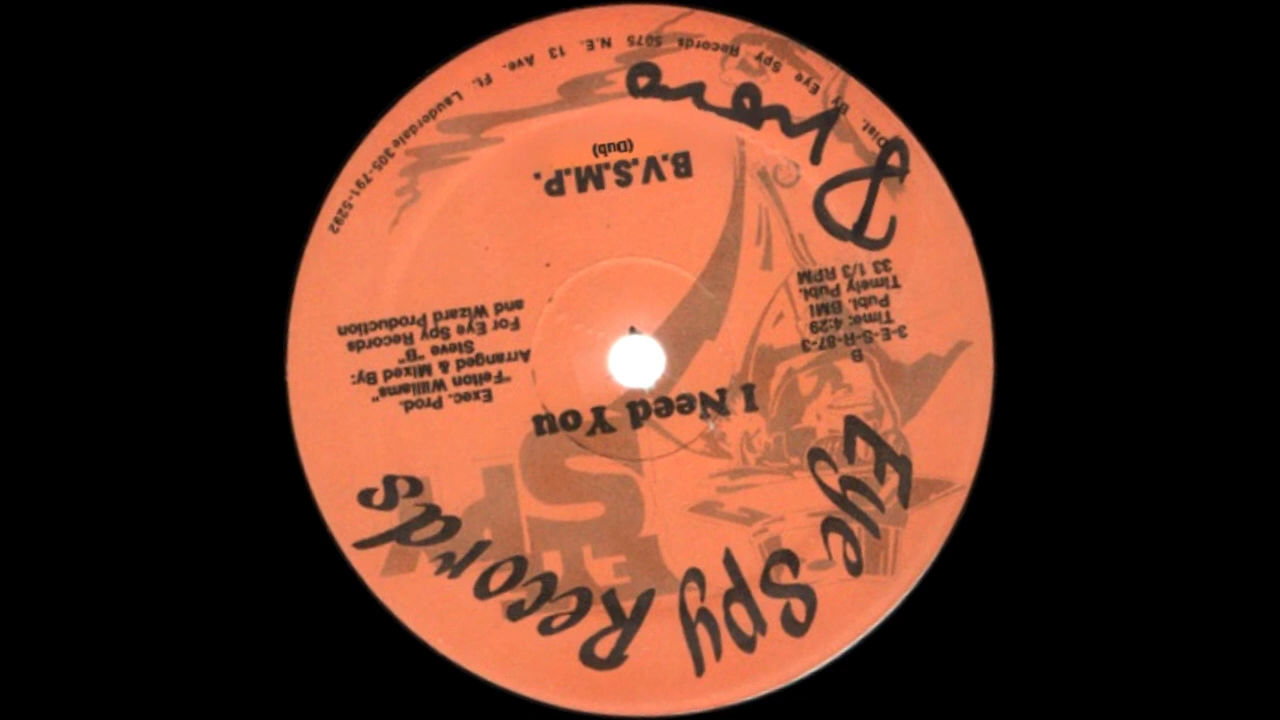 Eye Spy Records
I Need You
B
3-E-S-R-87-3
Time: 4:29
Publ. BMI
Timely Publ.
33 1/3 RPM
Exec. Prod.
"Felton Williams"
Arranged & Mixed By:
Steve "B"
For Eye Spy Records
and Wizard Production
B.V.S.M.P.
(Dub)
Dist. By Eye Spy Records 5075 N.E. 13 Ave. Ft. Lauderdale 305-791-5292